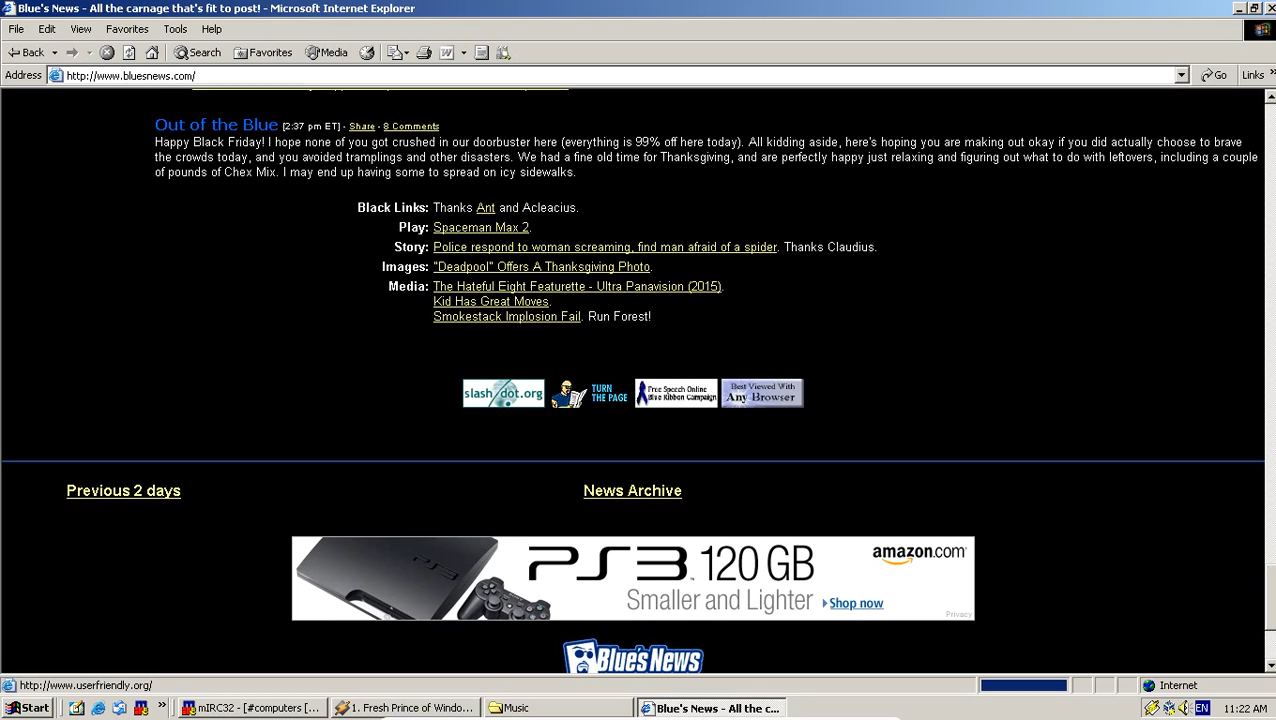 Blue's News - All the carnage that's fit to post! - Microsoft Internet Explorer
File Edit View Favorites Tools Help
Back Search Favorites Media
Address http://www.bluesnews.com/ Go Links
Out of the Blue [2:37 pm ET] - Share - 8 Comments
Happy Black Friday! I hope none of you got crushed in our doorbuster here (everything is 99% off here today). All kidding aside, here's hoping you are making out okay if you did actually choose to brave
the crowds today, and you avoided tramplings and other disasters. We had a fine old time for Thanksgiving, and are perfectly happy just relaxing and figuring out what to do with leftovers, including a couple
of pounds of Chex Mix. I may end up having some to spread on icy sidewalks.
Black Links: Thanks Ant and Acleacius.
Play: Spaceman Max 2.
Story: Police respond to woman screaming, find man afraid of a spider. Thanks Claudius.
Images: "Deadpool" Offers A Thanksgiving Photo.
Media: The Hateful Eight Featurette - Ultra Panavision (2015).
Kid Has Great Moves.
Smokestack Implosion Fail. Run Forest!
slash/dot.org TURN THE PAGE Free Speech Online Blue Ribbon Campaign Best Viewed With Any Browser
Previous 2 days News Archive
PS3 120 GB amazon.com
Smaller and Lighter Shop now
Privacy
Blue's News
http://www.userfriendly.org/ Internet
Start mIRC32 - [#computers [... 1. Fresh Prince of Windo... Music Blue's News - All the c... EN 11:22 AM